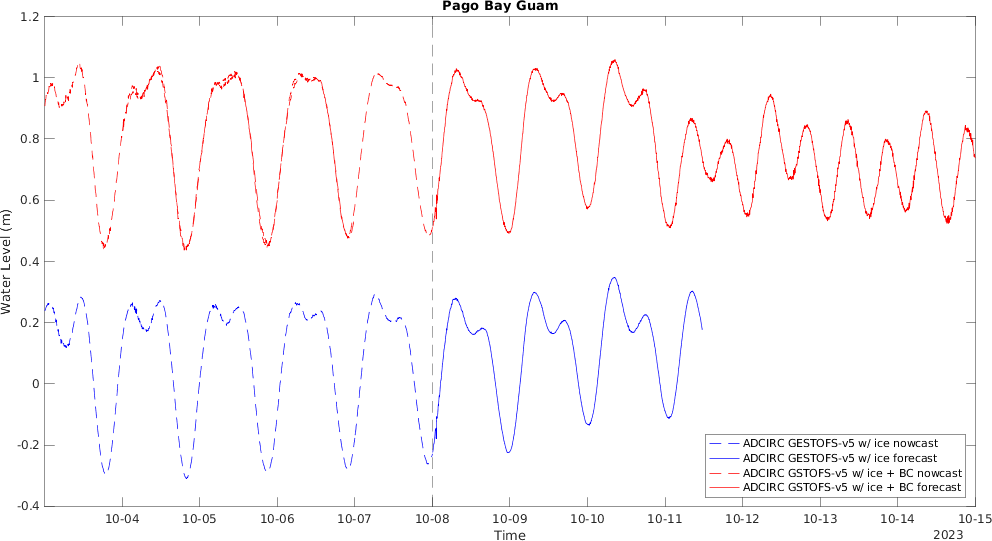 Pago Bay Guam
1.2
1
0.8
0.6
0.4
0.2
0
-0.2
-0.4
Water Level (m)
ADCIRC GESTOFS-v5 w/ ice nowcast
ADCIRC GESTOFS-v5 w/ ice forecast
ADCIRC GSTOFS-v5 w/ ice + BC nowcast
ADCIRC GSTOFS-v5 w/ ice + BC forecast
10-04 10-05 10-06 10-07 10-08 10-09 10-10 10-11 10-12 10-13 10-14 10-15
Time
2023